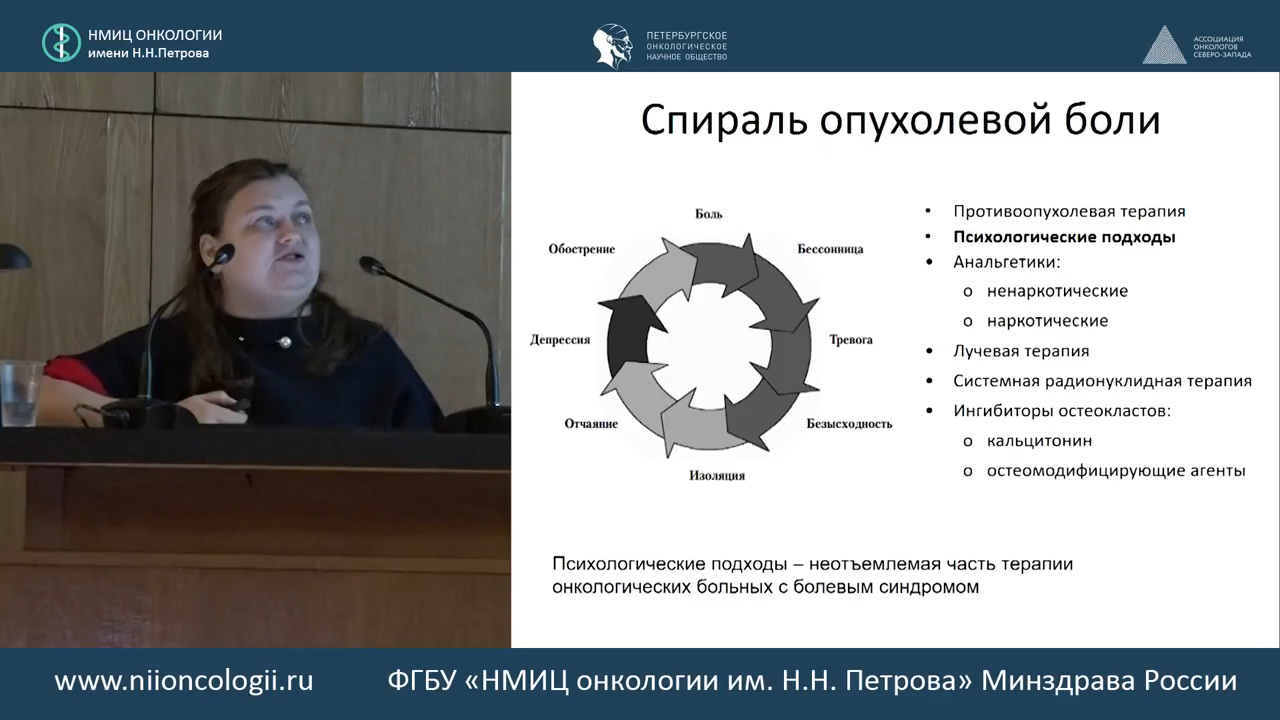 НМИЦ ОНКОЛОГИИ
имени Н.Н.Петрова
ПЕТЕРБУРГСКОЕ
ОНКОЛОГИЧЕСКОЕ
НАУЧНОЕ ОБЩЕСТВО
АССОЦИАЦИЯ
ОНКОЛОГОВ
СЕВЕРО-ЗАПАДА
Спираль опухолевой боли
Боль
Бессонница
Тревога
Безысходность
Изоляция
Отчаяние
Депрессия
Обострение
• Противоопухолевая терапия
• Психологические подходы
• Анальгетики:
o ненаркотические
o наркотические
• Лучевая терапия
• Системная радионуклидная терапия
• Ингибиторы остеокластов:
o кальцитонин
o остеомодифицирующие агенты
Психологические подходы – неотъемлемая часть терапии
онкологических больных с болевым синдромом
www.niioncologii.ru
ФГБУ «НМИЦ онкологии им. Н.Н. Петрова» Минздрава России